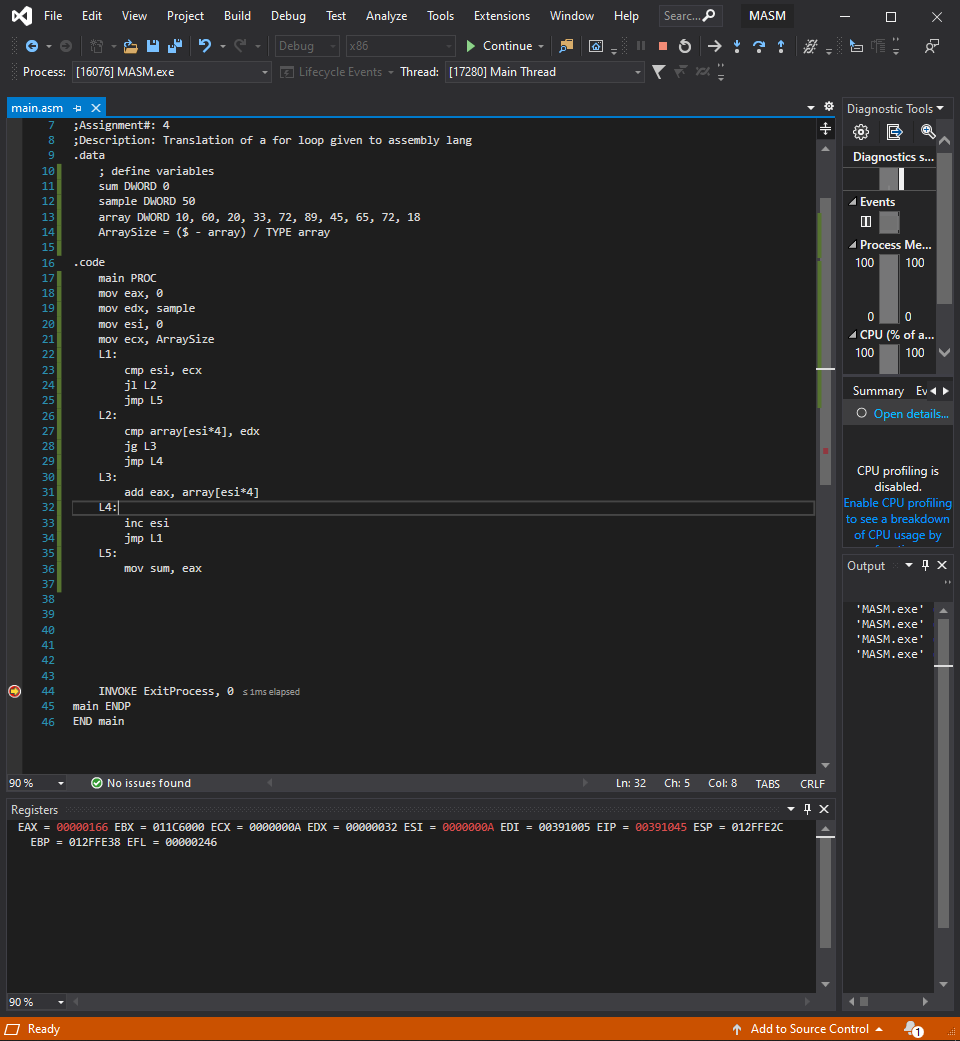 File Edit View Project Build Debug Test Analyze Tools Extensions Window Help Searc... MASM
Debug x86 Continue
Process: [16076] MASM.exe Lifecycle Events Thread: [17280] Main Thread
main.asm
7 ;Assignment#: 4
8 ;Description: Translation of a for loop given to assembly lang
9 .data
10 ; define variables
11 sum DWORD 0
12 sample DWORD 50
13 array DWORD 10, 60, 20, 33, 72, 89, 45, 65, 72, 18
14 ArraySize = ($ - array) / TYPE array
15
16 .code
17 main PROC
18 mov eax, 0
19 mov edx, sample
20 mov esi, 0
21 mov ecx, ArraySize
22 L1:
23 cmp esi, ecx
24 jl L2
25 jmp L5
26 L2:
27 cmp array[esi*4], edx
28 jg L3
29 jmp L4
30 L3:
31 add eax, array[esi*4]
32 L4:
33 inc esi
34 jmp L1
35 L5:
36 mov sum, eax
37
38
39
40
41
42
43
44 INVOKE ExitProcess, 0 ≤ 1ms elapsed
45 main ENDP
46 END main
90 % No issues found Ln: 32 Ch: 5 Col: 8 TABS CRLF
Registers
EAX = 00000166 EBX = 011C6000 ECX = 0000000A EDX = 00000032 ESI = 0000000A EDI = 00391005 EIP = 00391045 ESP = 012FFE2C
EBP = 012FFE38 EFL = 00000246
90 %
Diagnostic Tools
Diagnostics s...
Events
Process Me...
100 100
0 0
CPU (% of a...
100 100
Summary Ev
Open details...
CPU profiling is
disabled.
Enable CPU profiling
to see a breakdown
of CPU usage by
Output
'MASM.exe'
'MASM.exe'
'MASM.exe'
'MASM.exe'
Ready Add to Source Control 1